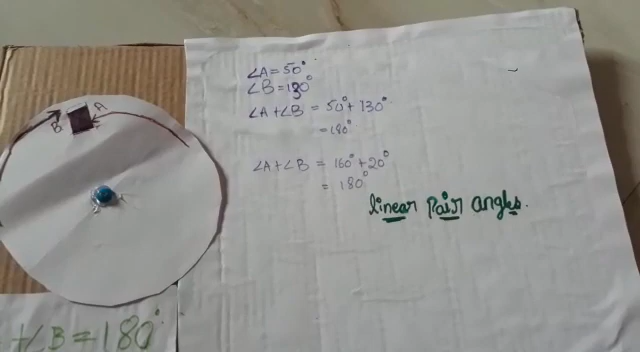 ∠A = 50°
∠B = 130°
∠A + ∠B = 50° + 130°
= 180°
∠A + ∠B = 160° + 20°
= 180°
linear pair angles.
B A
+ ∠B = 180°